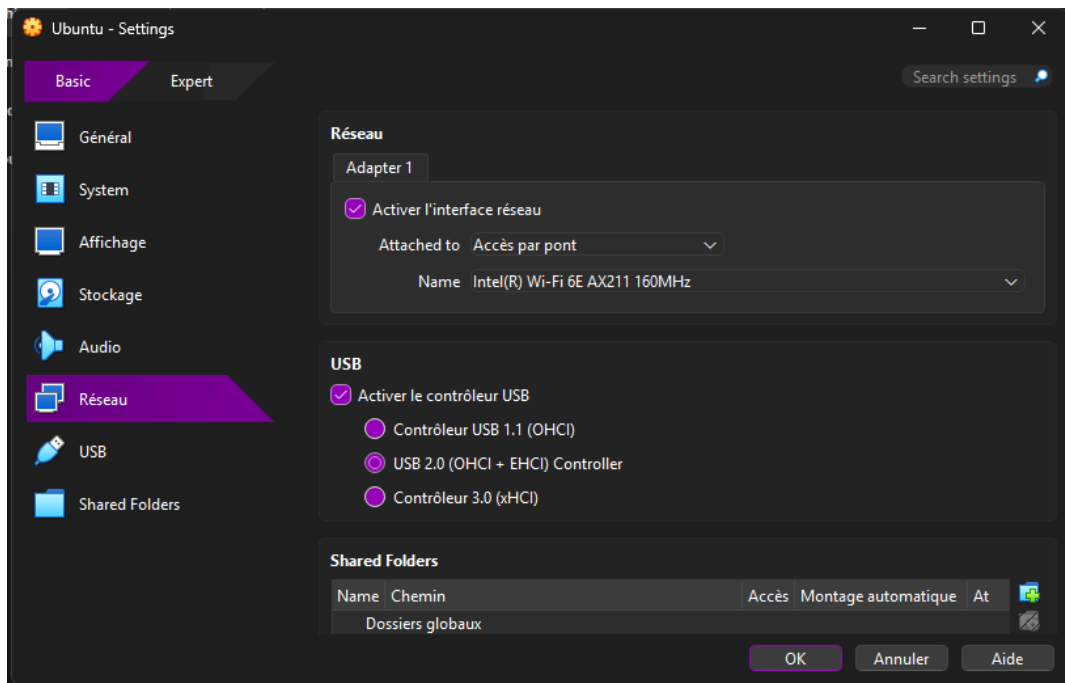 Ubuntu - Settings
Basic Expert Search settings
Général
System
Affichage
Stockage
Audio
Réseau
USB
Shared Folders
Réseau
Adapter 1
Activer l'interface réseau
Attached to Accès par pont
Name Intel(R) Wi-Fi 6E AX211 160MHz
USB
Activer le contrôleur USB
Contrôleur USB 1.1 (OHCI)
USB 2.0 (OHCI + EHCI) Controller
Contrôleur 3.0 (xHCI)
Shared Folders
Name Chemin Accès Montage automatique At
Dossiers globaux
OK Annuler Aide